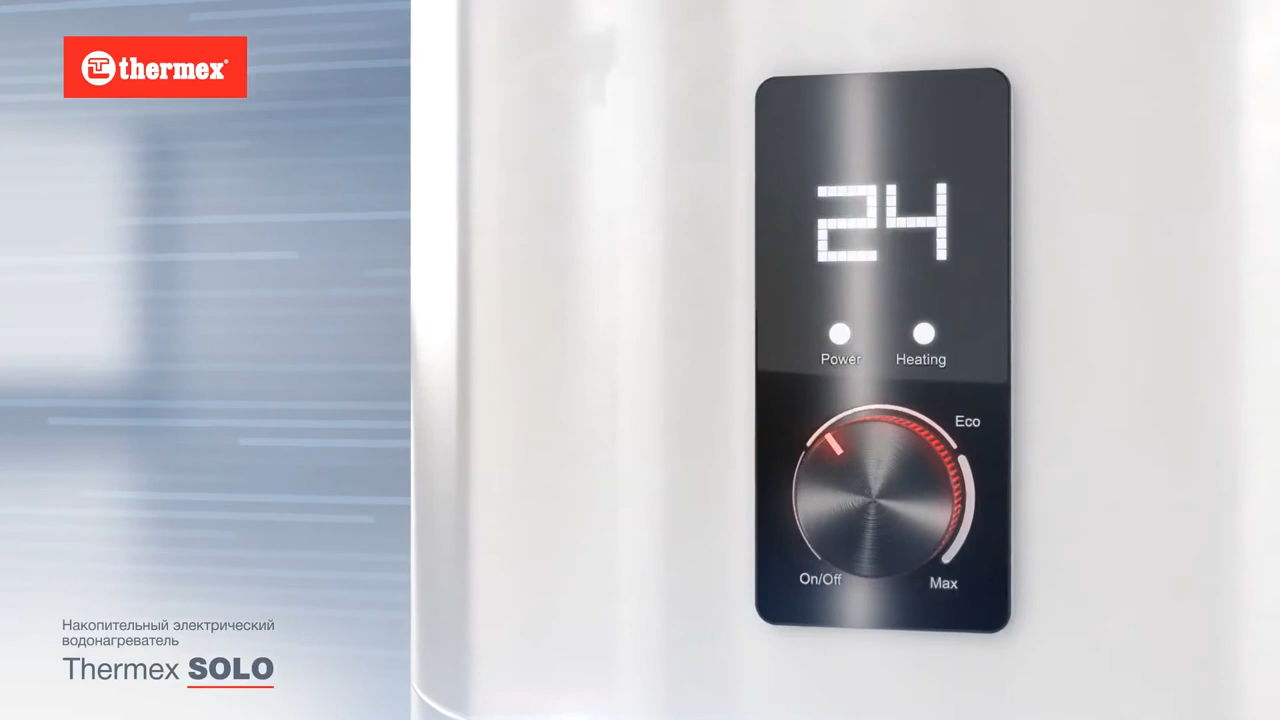 thermex®
24
Power Heating
Eco
On/Off
Max
Накопительный электрический
водонагреватель
Thermex SOLO